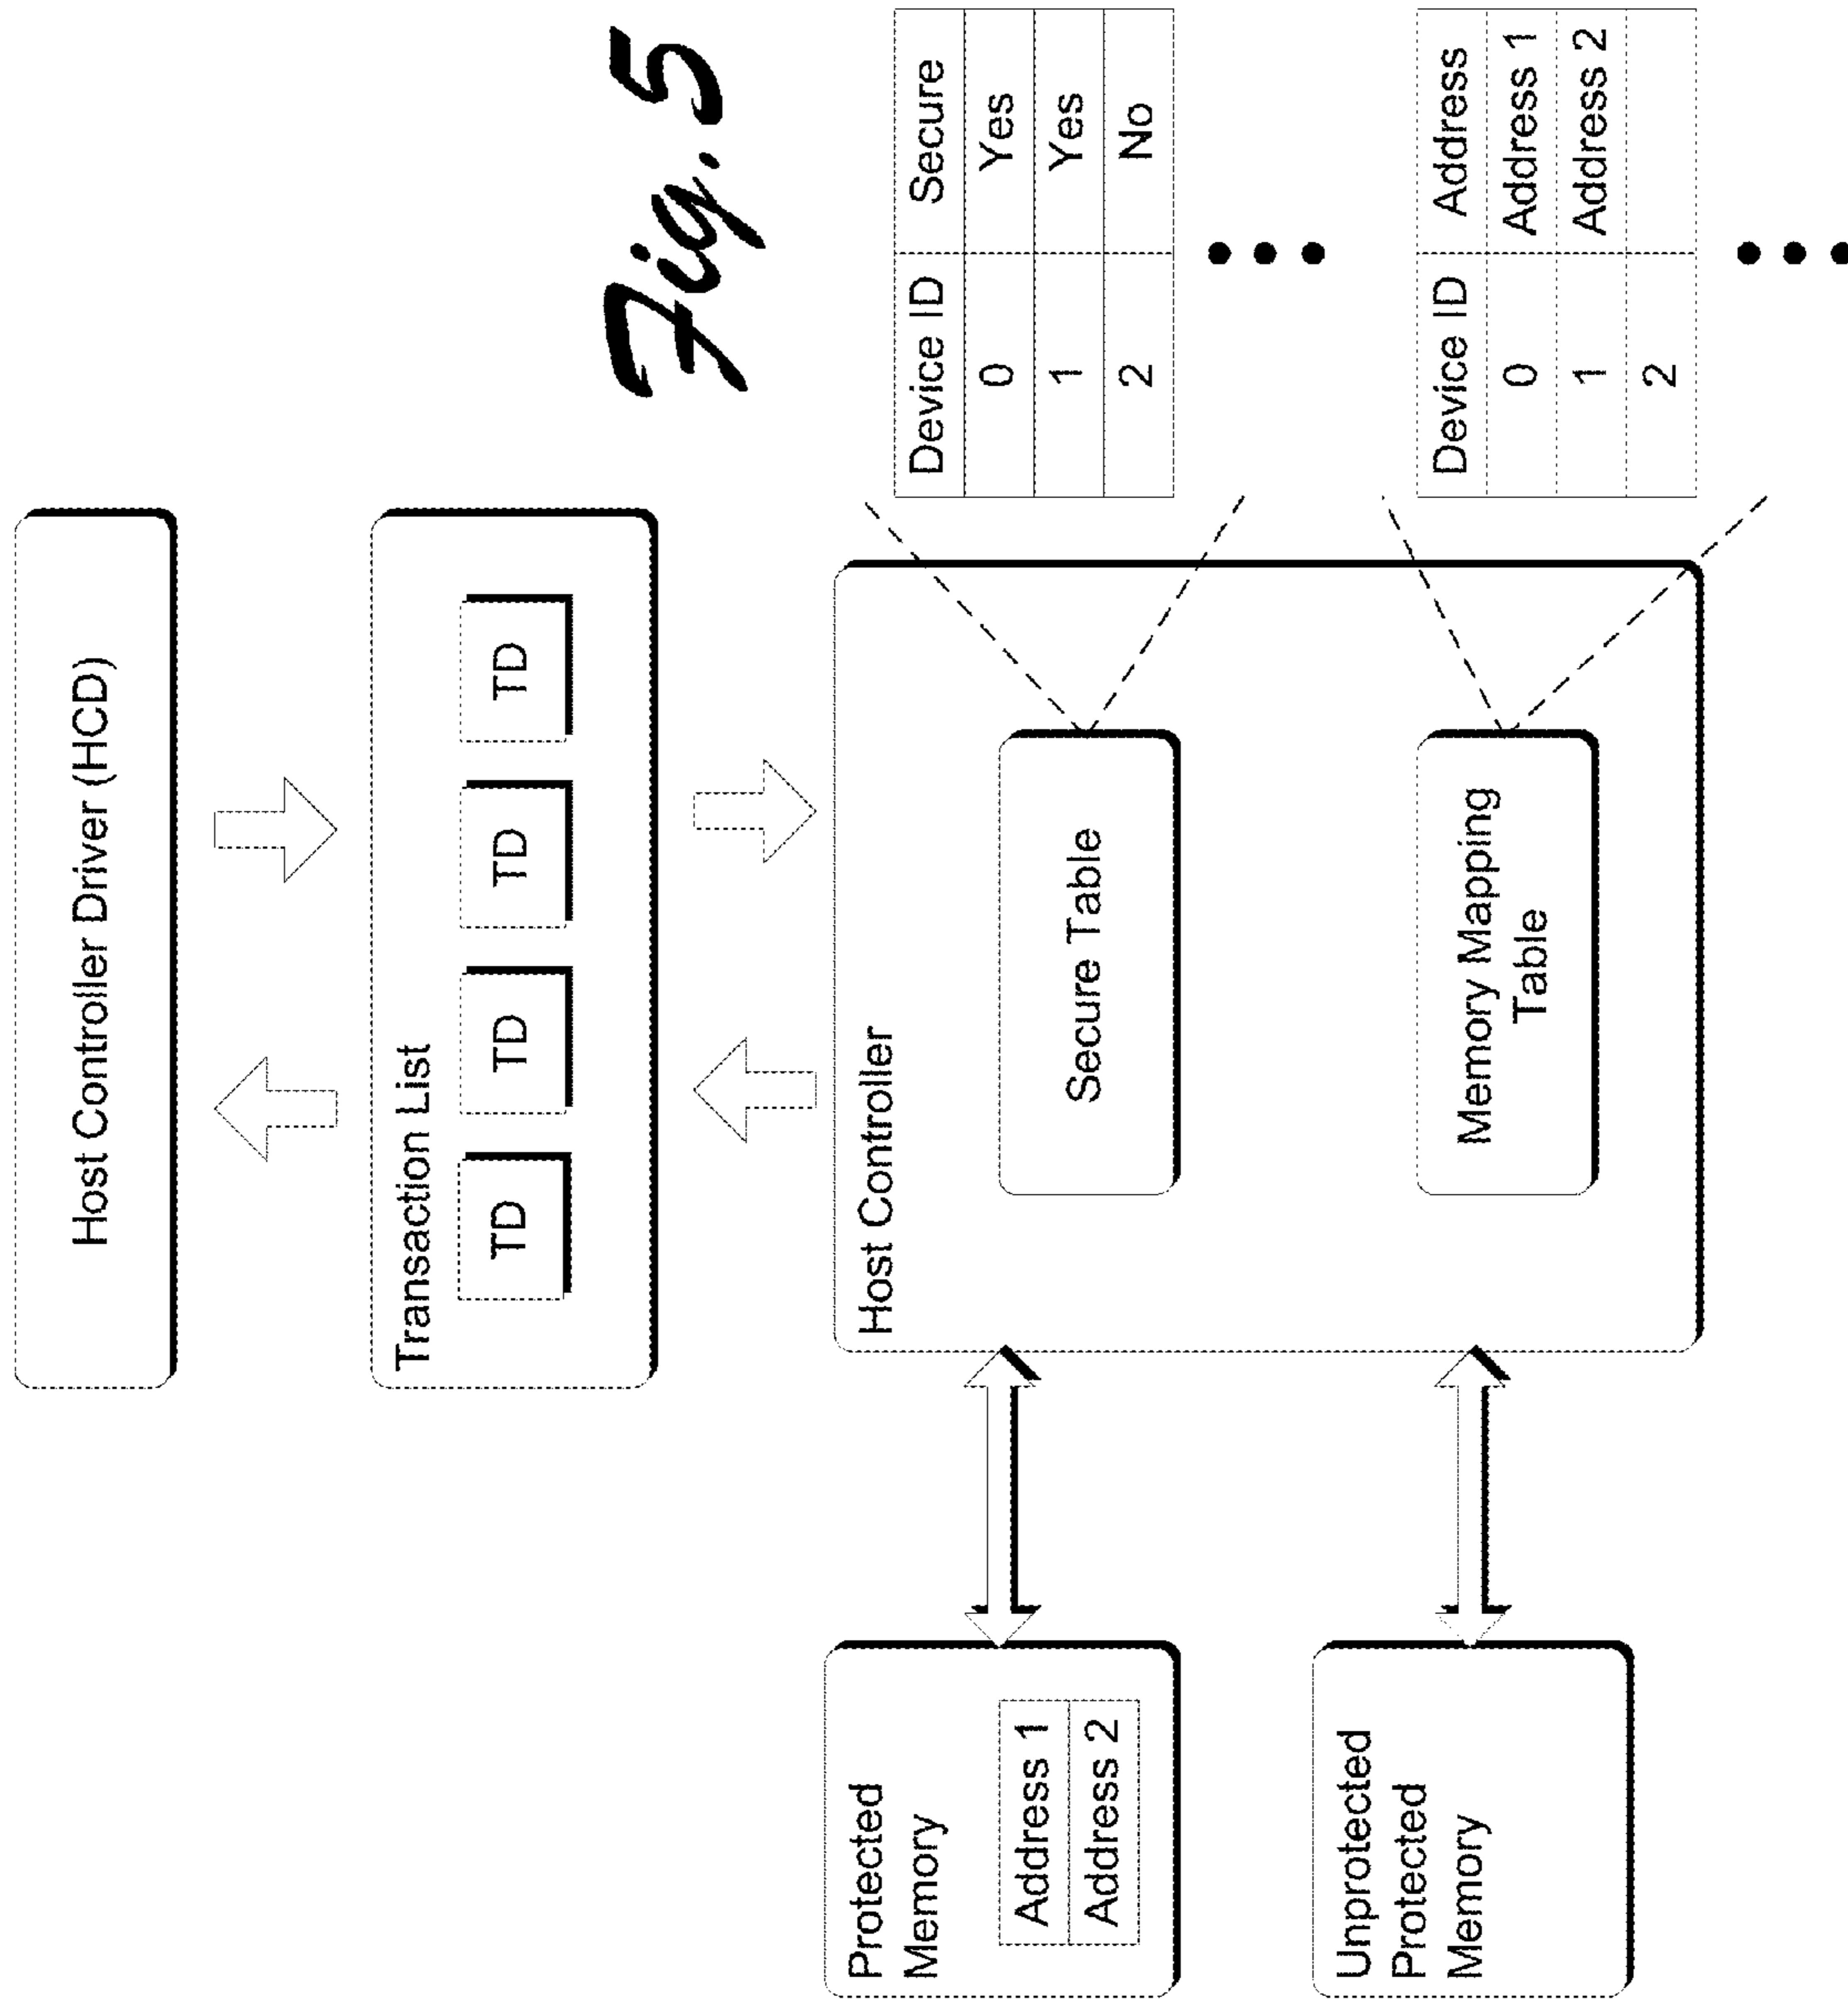 Host Controller Driver (HCD)
Transaction List
TD TD TD TD
Fig. 5
Host Controller
Secure Table
Memory Mapping
Table
Protected
Memory
Address 1
Address 2
Unprotected
Protected
Memory
Device ID Secure
0 Yes
1 Yes
2 No
Device ID Address
0 Address 1
1 Address 2
2